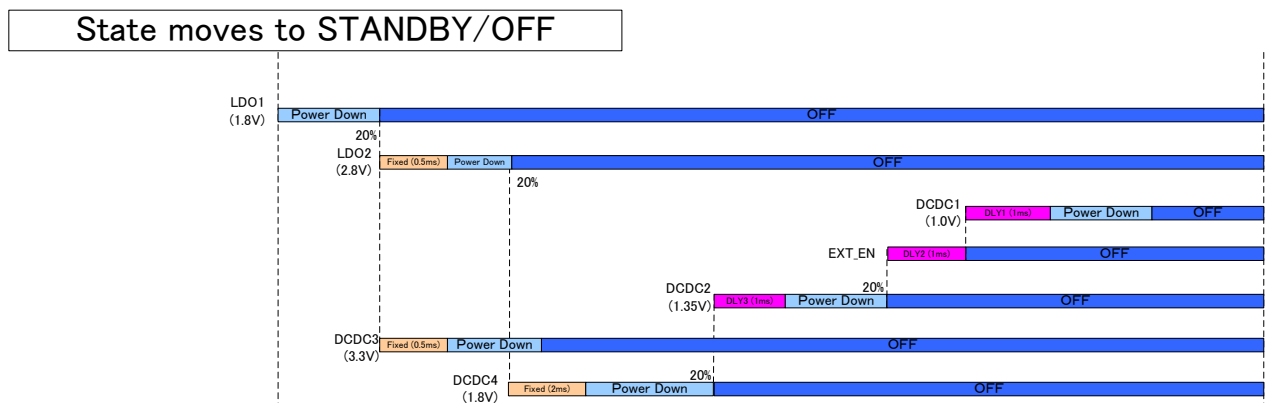 State moves to STANDBY/OFF
LDO1
(1.8V)
Power Down
OFF
20%
LDO2
(2.8V)
Fixed (0.5ms)
Power Down
OFF
20%
DCDC1
(1.0V)
DLY1 (1ms)
Power Down
OFF
EXT_EN
DLY2 (1ms)
OFF
DCDC2
(1.35V)
DLY3 (1ms)
Power Down
20%
OFF
DCDC3
(3.3V)
Fixed (0.5ms)
Power Down
OFF
DCDC4
(1.8V)
Fixed (2ms)
Power Down
20%
OFF